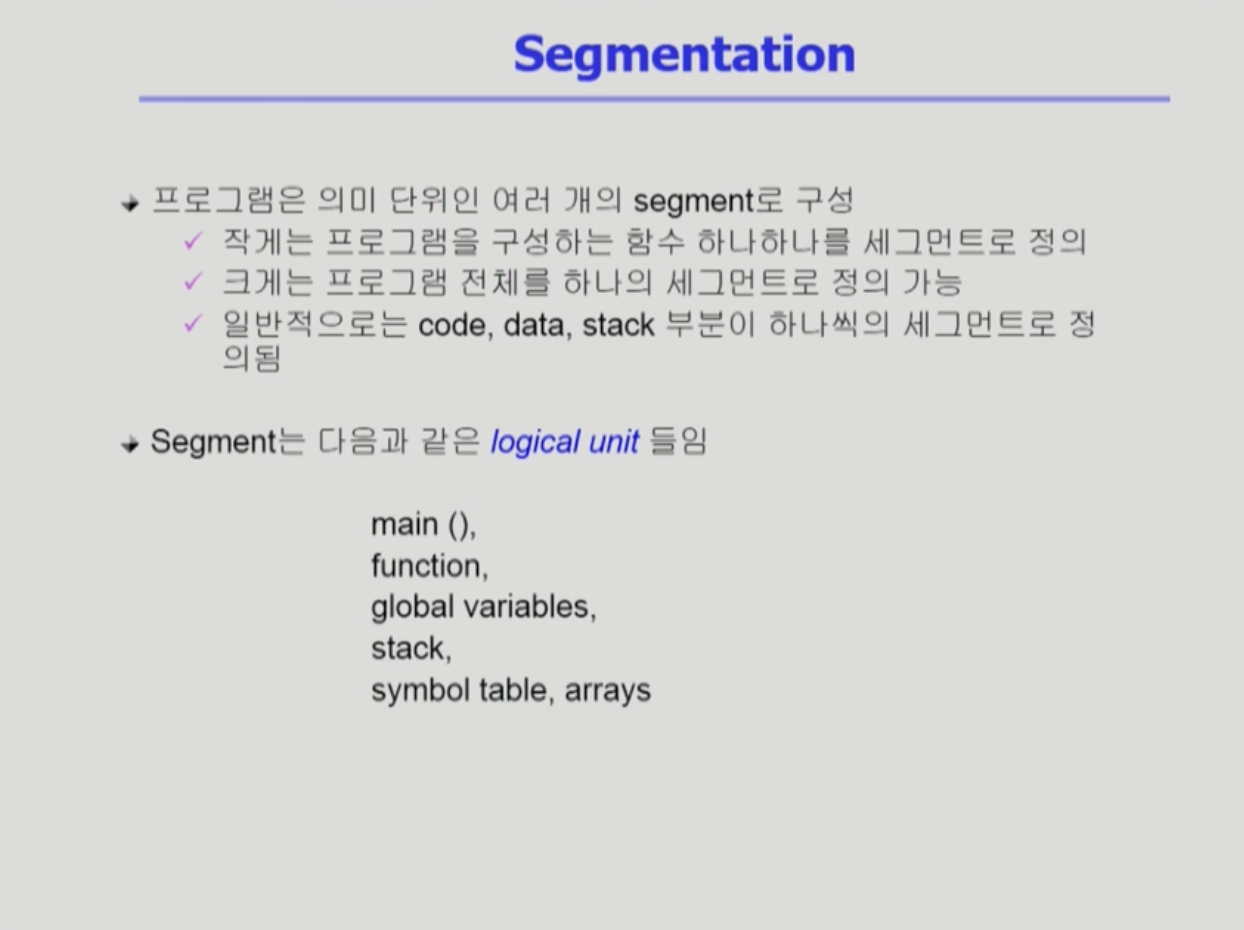 Segmentation
프로그램은 의미 단위인 여러 개의 segment로 구성
작게는 프로그램을 구성하는 함수 하나하나를 세그먼트로 정의
크게는 프로그램 전체를 하나의 세그먼트로 정의 가능
일반적으로는 code, data, stack 부분이 하나씩의 세그먼트로 정
의됨
Segment는 다음과 같은 logical unit 들임
main (),
function,
global variables,
stack,
symbol table, arrays